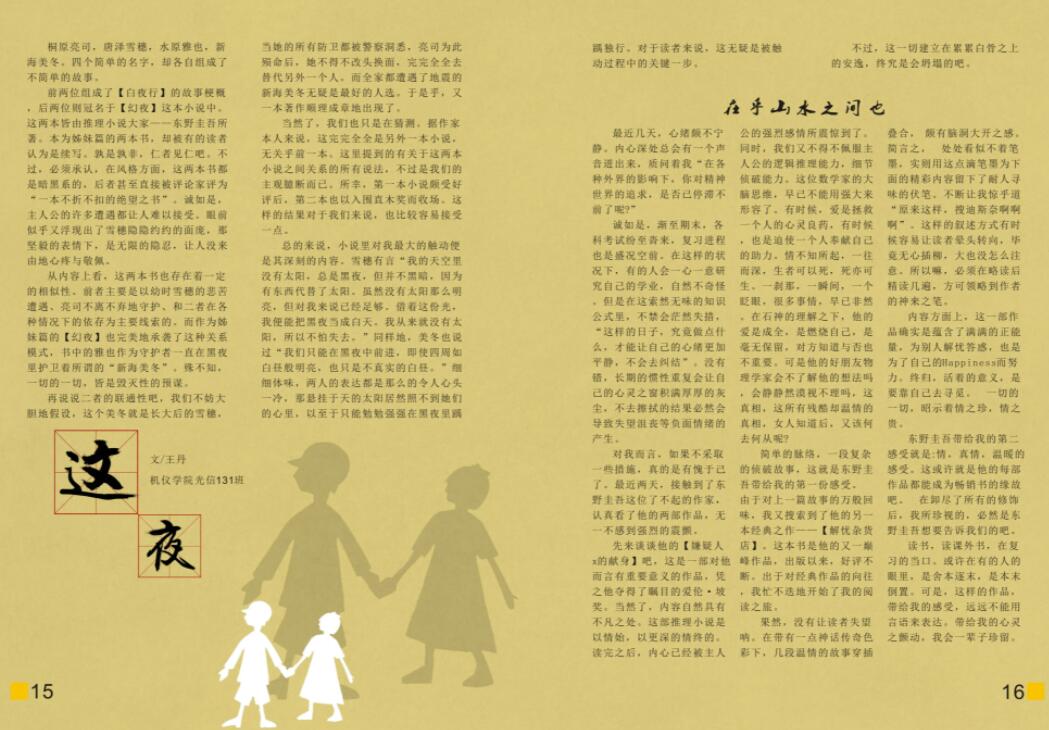 桐原亮司，唐泽雪穗，水原雅也，新
海美冬。四个简单的名字，却各自组成了
不简单的故事。
前两位组成了【白夜行】的故事梗概
，后两位则冠名于【幻夜】这本小说中。
这两本皆由推理小说大家——东野圭吾所
著。本为姊妹篇的两本书，却被有的读者
认为是续写。孰是孰非，仁者见仁吧。不
过，必须承认，在风格方面，这两本书都
是暗黑系的，后者甚至直接被评论家评为
“一本不折不扣的绝望之书”。诚如是，
主人公的许多遭遇都让人难以接受。眼前
似乎又浮现出了雪穗隐隐约约的面庞，那
坚毅的表情下，是无限的隐忍，让人没来
由地心疼与敬佩。
从内容上看，这两本书也存在着一定
的相似性。前者主要是以幼时雪穗的悲苦
遭遇、亮司不离不弃地守护、和二者在各
种情况下的依存为主要线索的。而作为姊
妹篇的【幻夜】也完美地承袭了这种关系
模式，书中的雅也作为守护者一直在黑夜
里护卫着所谓的“新海美冬”。殊不知，
一切的一切，皆是毁灭性的预谋。
再说说二者的联通性吧，我们不妨大
胆地假设，这个美冬就是长大后的雪穗，
当她的所有防卫都被警察洞悉，亮司为此
殒命后，她不得不改头换面，完完全全去
替代另外一个人。而全家都遭遇了地震的
新海美冬无疑是最好的人选。于是乎，又
一本著作顺理成章地出现了。
当然了，我们也只是在猜测。据作家
本人来说，这完完全全是另外一本小说，
无关乎前一本。这里提到的有关于这两本
小说之间关系的所有说法，不过是我们的
主观臆断而已。所幸，第一本小说颇受好
评后，第二本也以入围直木奖而收场。这
样的结果对于我们来说，也比较容易接受
一点。
总的来说，小说里对我最大的触动便
是其深刻的内容。雪穗有言“我的天空里
没有太阳，总是黑夜，但并不黑暗，因为
有东西代替了太阳。虽然没有太阳那么明
亮，但对我来说已经足够。借着这份光，
我便能把黑夜当成白天。我从来就没有太
阳，所以不怕失去。”同样地，美冬也说
过“我们只能在黑夜中前进，即使四周如
白昼般明亮，也只是不真实的白昼。”细
细体味，两人的表达都是那么的令人心头
一冷，那悬挂于天的太阳居然照不到她们
的心里，以至于只能勉勉强强在黑夜里踽
这
夜
文/王丹
机仪学院光信131班
15
踽独行。对于读者来说，这无疑是被触
动过程中的关键一步。
不过，这一切建立在累累白骨之上
的安逸，终究是会坍塌的吧。
在乎山水之间也
最近几天，心绪颇不宁
静。内心深处总会有一个声
音迸出来，质问着我“在各
种外界的影响下，你对精神
世界的追求，是否已停滞不
前了呢?”
诚如是，渐至期末，各
科考试纷至沓来，复习进程
也是盛况空前。在这样的状
况下，有的人会一心一意研
究自己的学业，自然不奇怪
。但是在这索然无味的知识
公式里，不禁会茫然失措，
“这样的日子，究竟做点什
么，才能让自己的心绪更加
平静，不会去纠结”。没有
错，长期的惯性重复会让自
己的心灵之窗积满厚厚的灰
尘，不去擦拭的结果必然会
导致失望沮丧等负面情绪的
产生。
对我而言，如果不采取
一些措施，真的是有愧于己
了。最近两天，接触到了东
野圭吾这位了不起的作家，
认真看了他的两部作品，无
一不感到强烈的震颤。
先来谈谈他的【嫌疑人
x的献身】吧，这是一部对他
而言有重要意义的作品，凭
之他夺得了瞩目的爱伦·坡
奖。当然了，内容自然具有
不凡之处。这部推理小说是
以情始，以更深的情终的。
读完之后，内心已经被主人
公的强烈感情所震惊到了。
同时，我们又不得不佩服主
人公的逻辑推理能力，细节
侦破能力。这位数学家的大
脑思维，早已不能用强大来
形容了。有时候，爱是拯救
一个人的心灵良药，有时候
，也是迫使一个人奉献自己
的助力。情不知所起，一往
而深，生者可以死，死亦可
生。一刹那，一瞬间，一个
眨眼，很多事情，早已非然
。在石神的理解之下，他的
爱是成全，是燃烧自己，是
毫无保留，对方知道与否也
不重要。可是他的好朋友物
理学家会不了解他的想法吗
，会静静然漠视不理吗，这
真相，这所有残酷却温情的
真相，女人知道后，又该何
去何从呢?
简单的脉络，一段复杂
的侦破故事，这就是东野圭
吾带给我的第一份感受。
由于对上一篇故事的万般回
味，我又搜索到了他的另一
本经典之作——【解忧杂货
店】。这本书是他的又一巅
峰作品，出版以来，好评不
断。出于对经典作品的向往
，我忙不迭地开始了我的阅
读之旅。
果然，没有让读者失望
呐。在带有一点神话传奇色
彩下，几段温情的故事穿插
叠合， 颇有脑洞大开之感。
简言之， 处处看似不着笔
墨，实则用这点滴笔墨为下
面的精彩内容留下了耐人寻
味的伏笔。不断让我惊乎道
“原来这样，搜迪斯奈啊啊
啊”。这样的叙述方式有时
候容易让读者晕头转向，毕
竟无心插柳，大也没怎么注
意。所以嘛，必须在略读后
精读几遍，方可领略到作者
的神来之笔。
内容方面上，这一部作
品确实是蕴含了满满的正能
量，为别人解忧答惑，也是
为了自己的Happiness而努
力。终归，活着的意义，是
要靠自己去寻见。 一切的
一切，昭示着情之珍，情之
贵。
东野圭吾带给我的第二
感受就是:情，真情，温暖的
感受。这或许就是他的每部
作品都能成为畅销书的缘故
吧。 在卸尽了所有的修饰
后，我所珍视的，必然是东
野圭吾想要告诉我们的吧。
读书，读课外书，在复
习的当口。或许在有的人的
眼里，是舍本逐末，是本末
倒置。可是，这样的作品，
带给我的感受，远远不能用
言语来表达。带给我的心灵
之颤动，我会一辈子珍留。
16